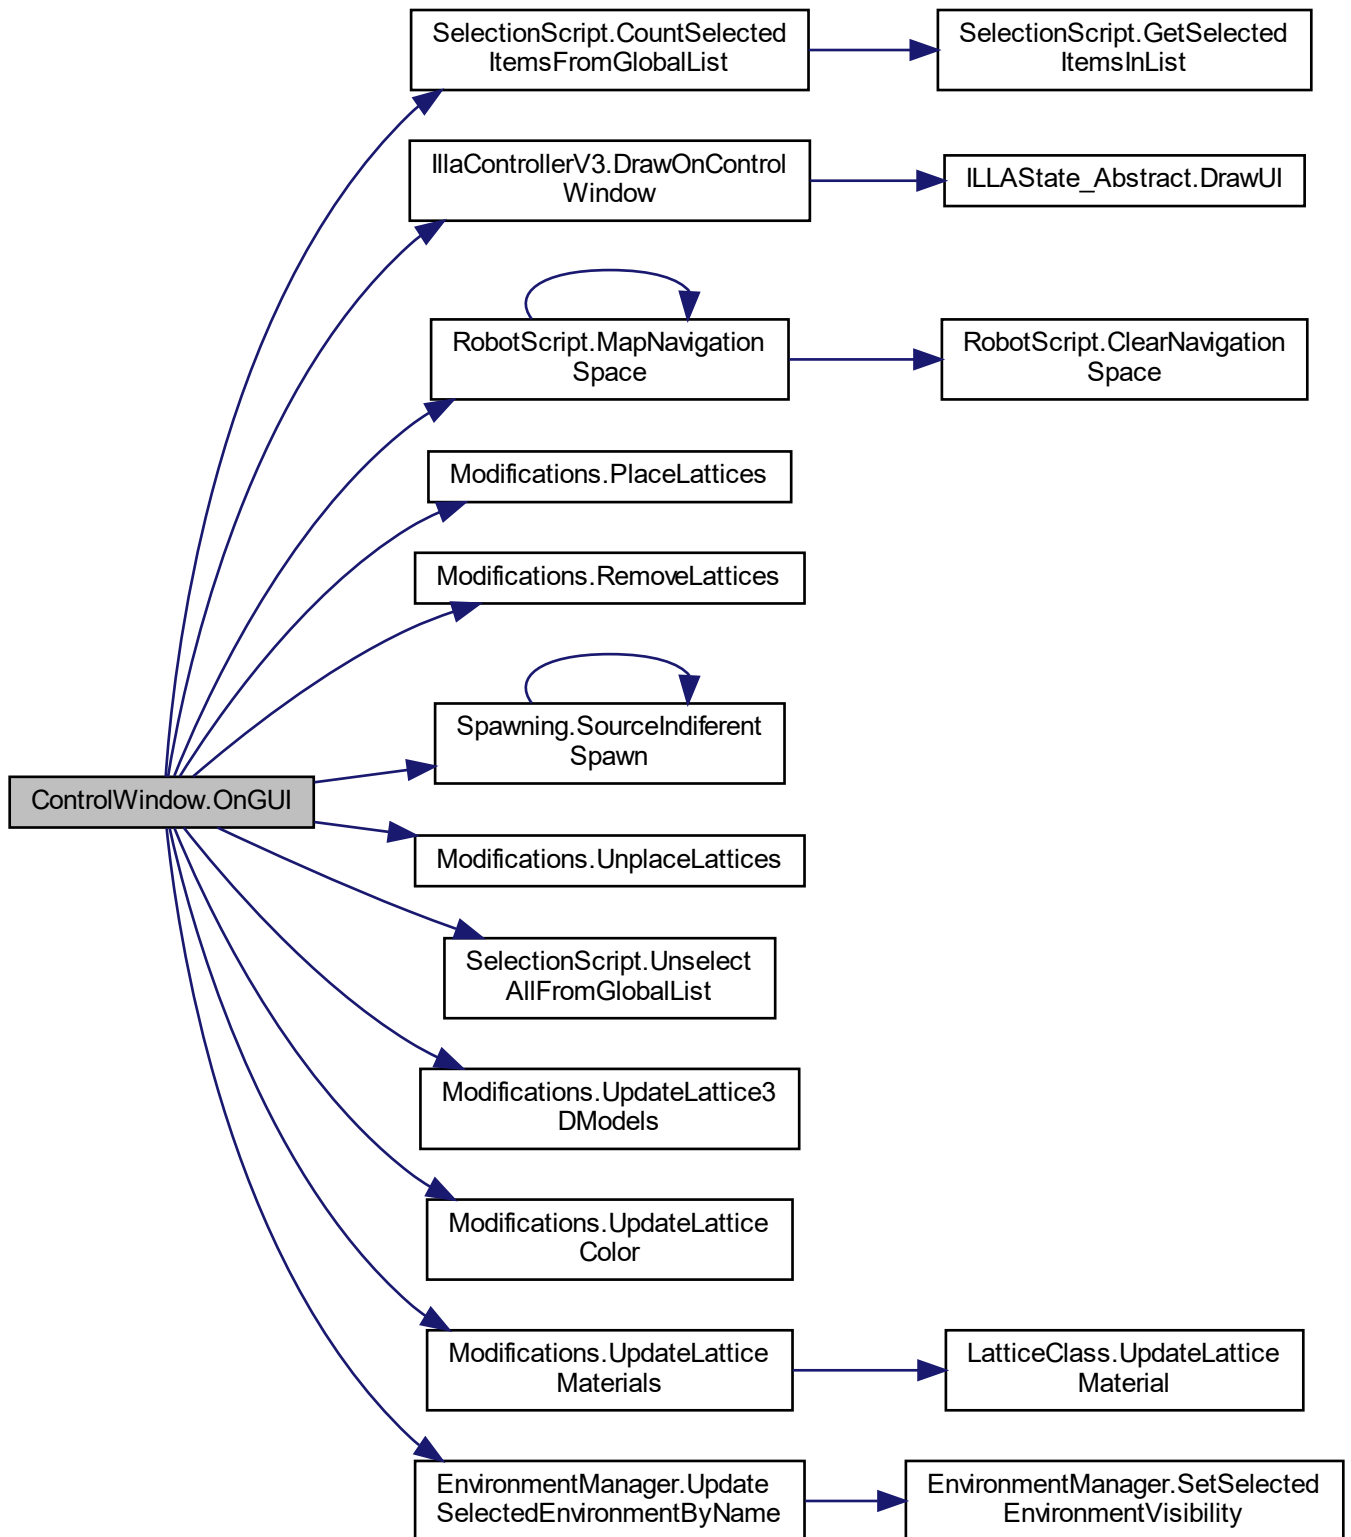 SelectionScript.CountSelected
ItemsFromGlobalList
SelectionScript.GetSelected
ItemsInList
IllaControllerV3.DrawOnControl
Window
ILLAState_Abstract.DrawUI
RobotScript.MapNavigation
Space
RobotScript.ClearNavigation
Space
Modifications.PlaceLattices
Modifications.RemoveLattices
Spawning.SourceIndiferent
Spawn
ControlWindow.OnGUI
Modifications.UnplaceLattices
SelectionScript.Unselect
AllFromGlobalList
Modifications.UpdateLattice3
DModels
Modifications.UpdateLattice
Color
Modifications.UpdateLattice
Materials
LatticeClass.UpdateLattice
Material
EnvironmentManager.Update
SelectedEnvironmentByName
EnvironmentManager.SetSelected
EnvironmentVisibility